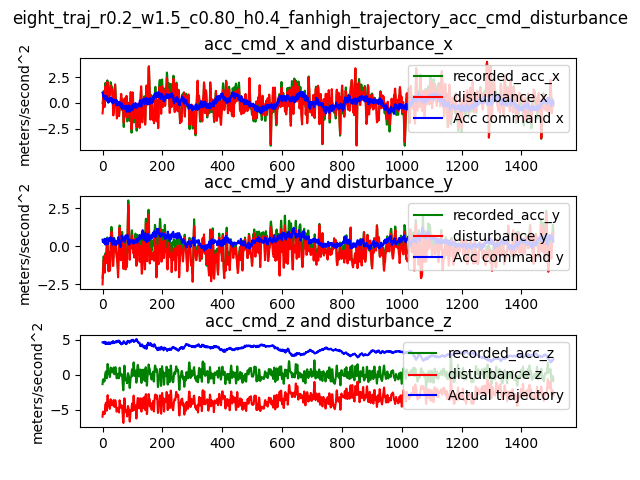 eight_traj_r0.2_w1.5_c0.80_h0.4_fanhigh_trajectory_acc_cmd_disturbance
acc_cmd_x and disturbance_x
meters/second^2
2.5
0.0
−2.5
recorded_acc_x
disturbance x
Acc command x
0 200 400 600 800 1000 1200 1400
acc_cmd_y and disturbance_y
meters/second^2
2.5
0.0
−2.5
recorded_acc_y
disturbance y
Acc command y
0 200 400 600 800 1000 1200 1400
acc_cmd_z and disturbance_z
meters/second^2
5
0
−5
recorded_acc_z
disturbance z
Actual trajectory
0 200 400 600 800 1000 1200 1400